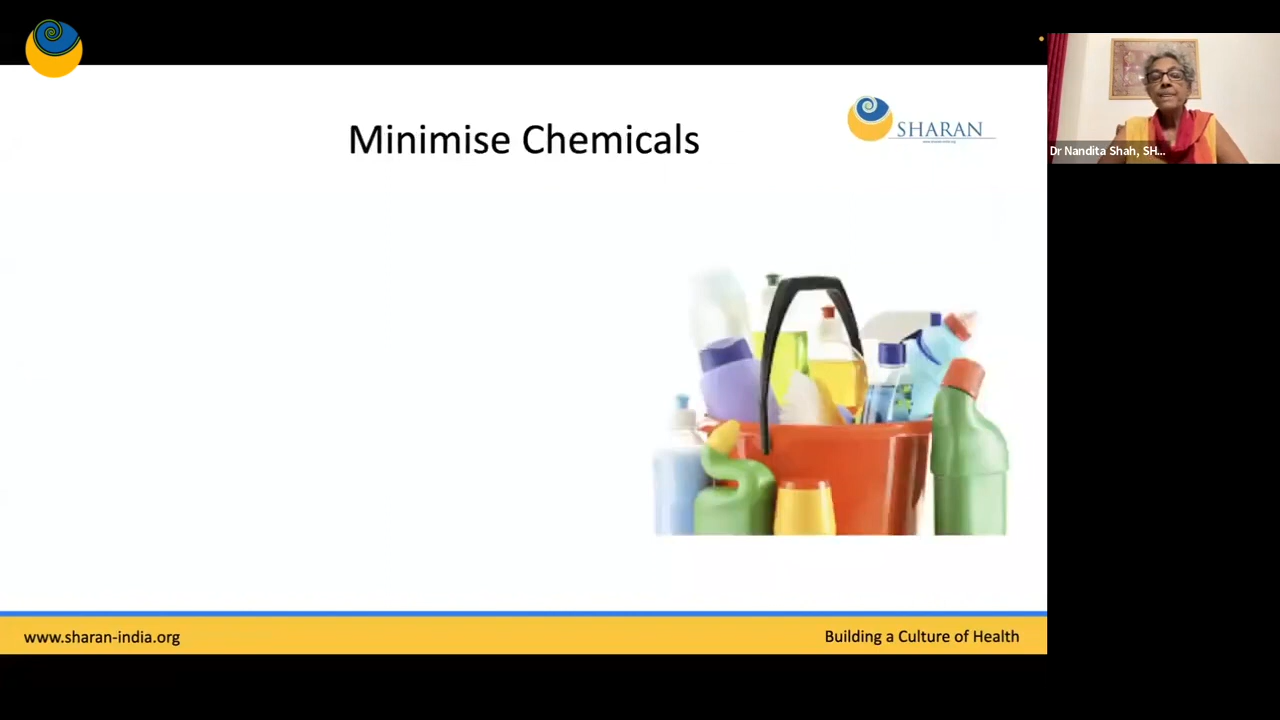 Minimise Chemicals
SHARAN
Dr Nandita Shah, SH...
www.sharan-india.org
Building a Culture of Health